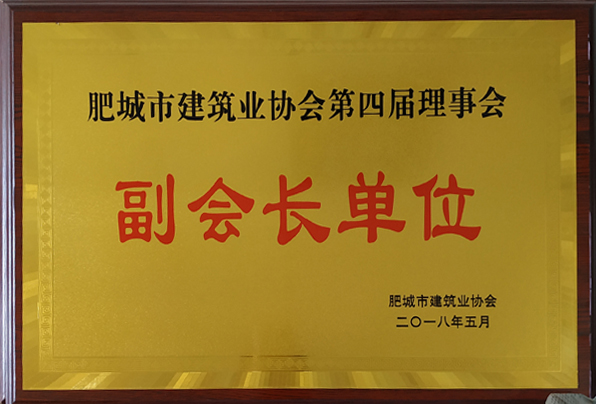 肥城市建筑业协会第四届理事会
副会长单位
肥城市建筑业协会
二〇一八年五月